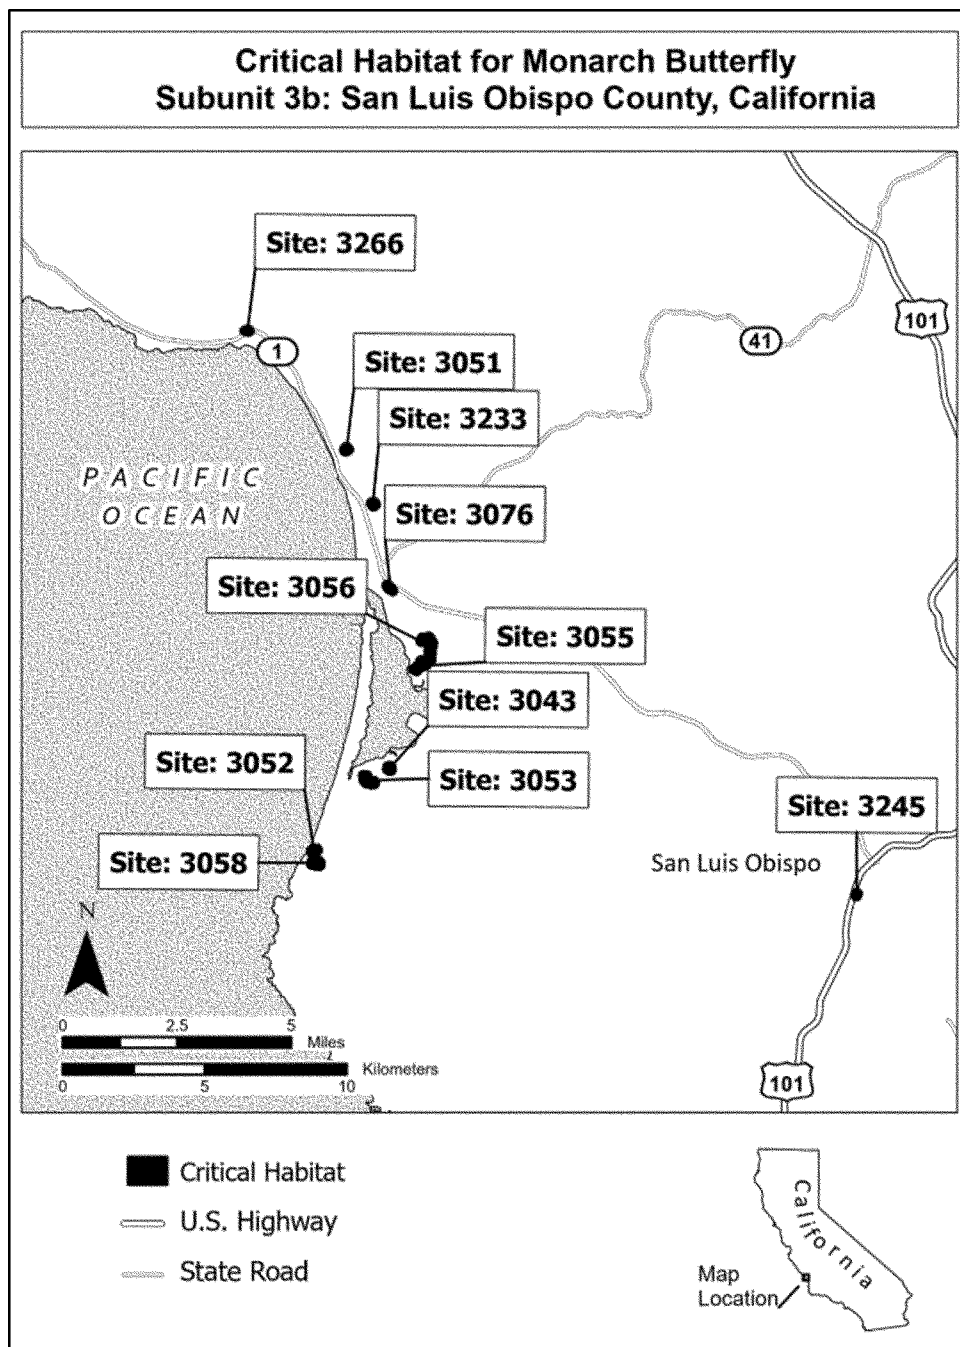 Critical Habitat for Monarch Butterfly
Subunit 3b: San Luis Obispo County, California
Site: 3266
101
41
1
Site: 3051
Site: 3233
PACIFIC
OCEAN
Site: 3076
Site: 3056
Site: 3055
Site: 3043
Site: 3052
Site: 3053
Site: 3245
Site: 3058
San Luis Obispo
N
0 2.5 5
Miles
Kilometers
0 5 10
101
Critical Habitat
U.S. Highway
State Road
California
Map
Location